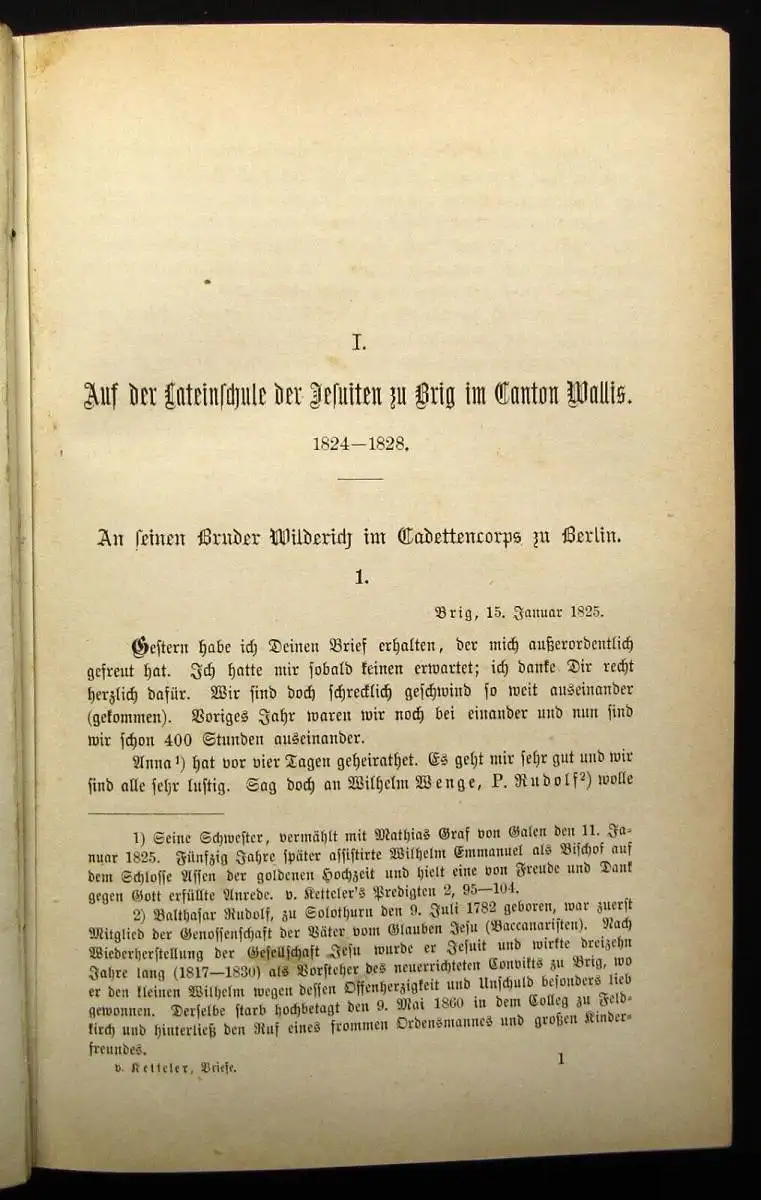 I.
Auf der Lateinschule der Jesuiten zu Brig im Canton Wallis.
1824—1828.
An seinen Bruder Wilderich im Cadettencorps zu Berlin.
1.
Brig, 15. Januar 1825.
Gestern habe ich Deinen Brief erhalten, der mich außerordentlich
gefreut hat. Ich hatte mir sobald keinen erwartet; ich danke Dir recht
herzlich dafür. Wir sind doch schrecklich geschwind so weit auseinander
(gekommen). Voriges Jahr waren wir noch bei einander und nun sind
wir schon 400 Stunden auseinander.
Anna¹) hat vor vier Tagen geheirathet. Es geht mir sehr gut und wir
sind alle sehr lustig. Sag doch an Wilhelm Wenge, P. Rudolf²) wolle
1) Seine Schwester, vermählt mit Mathias Graf von Galen den 11. Ja-
nuar 1825. Fünfzig Jahre später assistirte Wilhelm Emmanuel als Bischof auf
dem Schlosse Assen der goldenen Hochzeit und hielt eine von Freude und Dank
gegen Gott erfüllte Anrede. v. Ketteler's Predigten 2, 95—104.
2) Balthasar Rudolf, zu Solothurn den 9. Juli 1782 geboren, war zuerst
Mitglied der Genossenschaft der Väter vom Glauben Jesu (Baccanaristen). Nach
Wiederherstellung der Gesellschaft Jesu wurde er Jesuit und wirkte dreizehn
Jahre lang (1817—1830) als Vorsteher des neuerrichteten Convikts zu Brig, wo
er den kleinen Wilhelm wegen dessen Offenherzigkeit und Unschuld besonders lieb
gewonnen. Derselbe starb hochbetagt den 9. Mai 1860 in dem Colleg zu Feld-
kirch und hinterließ den Ruf eines frommen Ordensmannes und großen Kinder-
freundes.
v. Ketteler, Briefe. 1